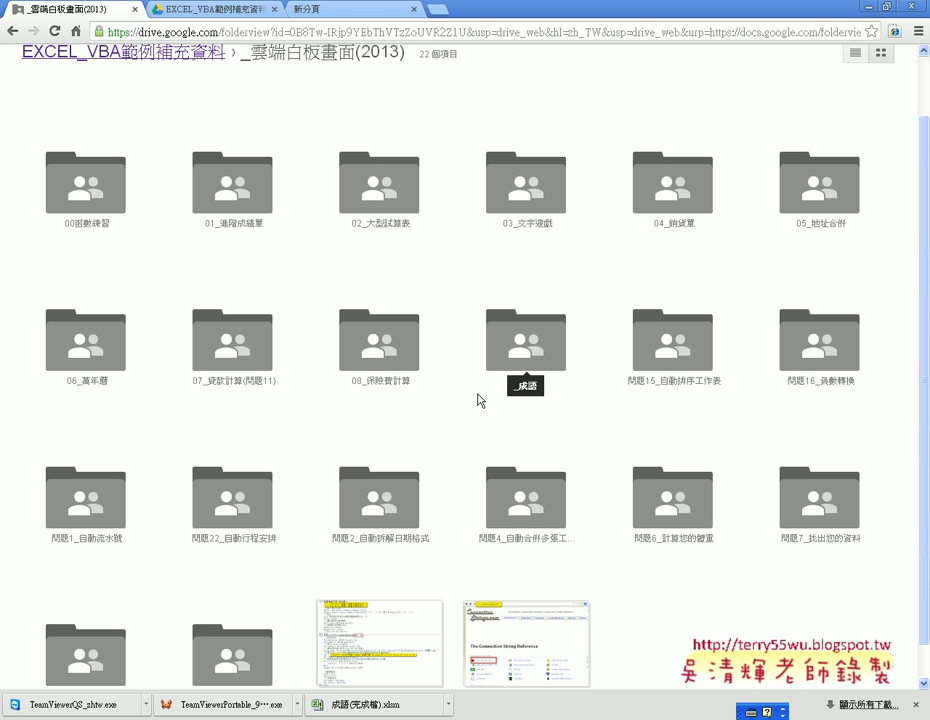 _雲端白板畫面(2013)
EXCEL_VBA範例補充資料
新分頁
https://drive.google.com/folderview?id=0B8Tw-IRjp9YEbThVTzZoUVR2Z1U&usp=drive_web&hl=zh_TW&usp=drive_web&urp=https://docs.google.com/foldervie
EXCEL_VBA範例補充資料 › _雲端白板畫面(2013) 22 個項目
00函數練習
01_進階成績單
02_大型試算表
03_文字遊戲
04_銷貨單
05_地址合併
06_萬年曆
07_貸款計算(問題11)
08_保險費計算
_成語
問題15_自動排序工作表
問題16_負數轉換
問題1_自動流水號
問題22_自動行程安排
問題2_自動拆解日期格式
問題4_自動合併多張工...
問題6_計算您的體重
問題7_找出您的資料
The Connection String Reference
http://terry55wu.blogspot.tw
吳清輝老師錄製
TeamViewerQS_zhtw.exe
TeamViewerPortable_9....exe
成語(完成檔).xlsm
顯示所有下載...